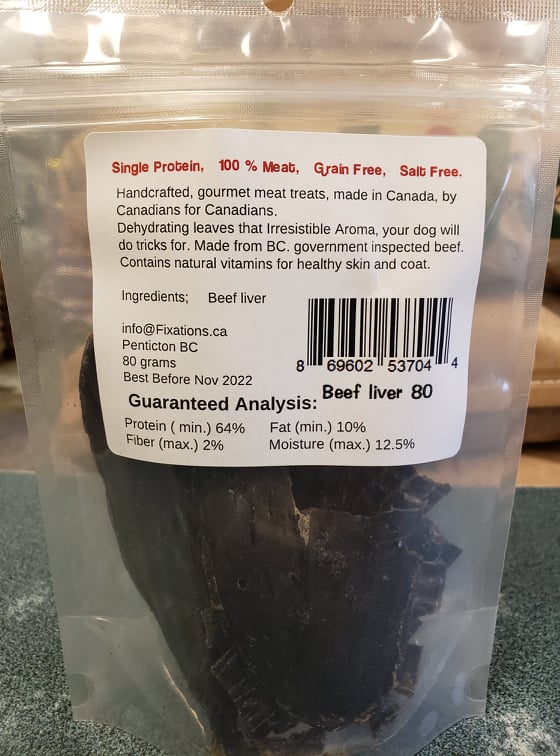 Single Protein, 100 % Meat, Grain Free, Salt Free.
Handcrafted, gourmet meat treats, made in Canada, by
Canadians for Canadians.
Dehydrating leaves that Irresistible Aroma, your dog will
do tricks for. Made from BC. government inspected beef.
Contains natural vitamins for healthy skin and coat.
Ingredients; Beef liver
info@Fixations.ca
Penticton BC
80 grams
Best Before Nov 2022
8 69602 53704 4
Beef liver 80
Guaranteed Analysis:
Protein ( min.) 64% Fat (min.) 10%
Fiber (max.) 2% Moisture (max.) 12.5%